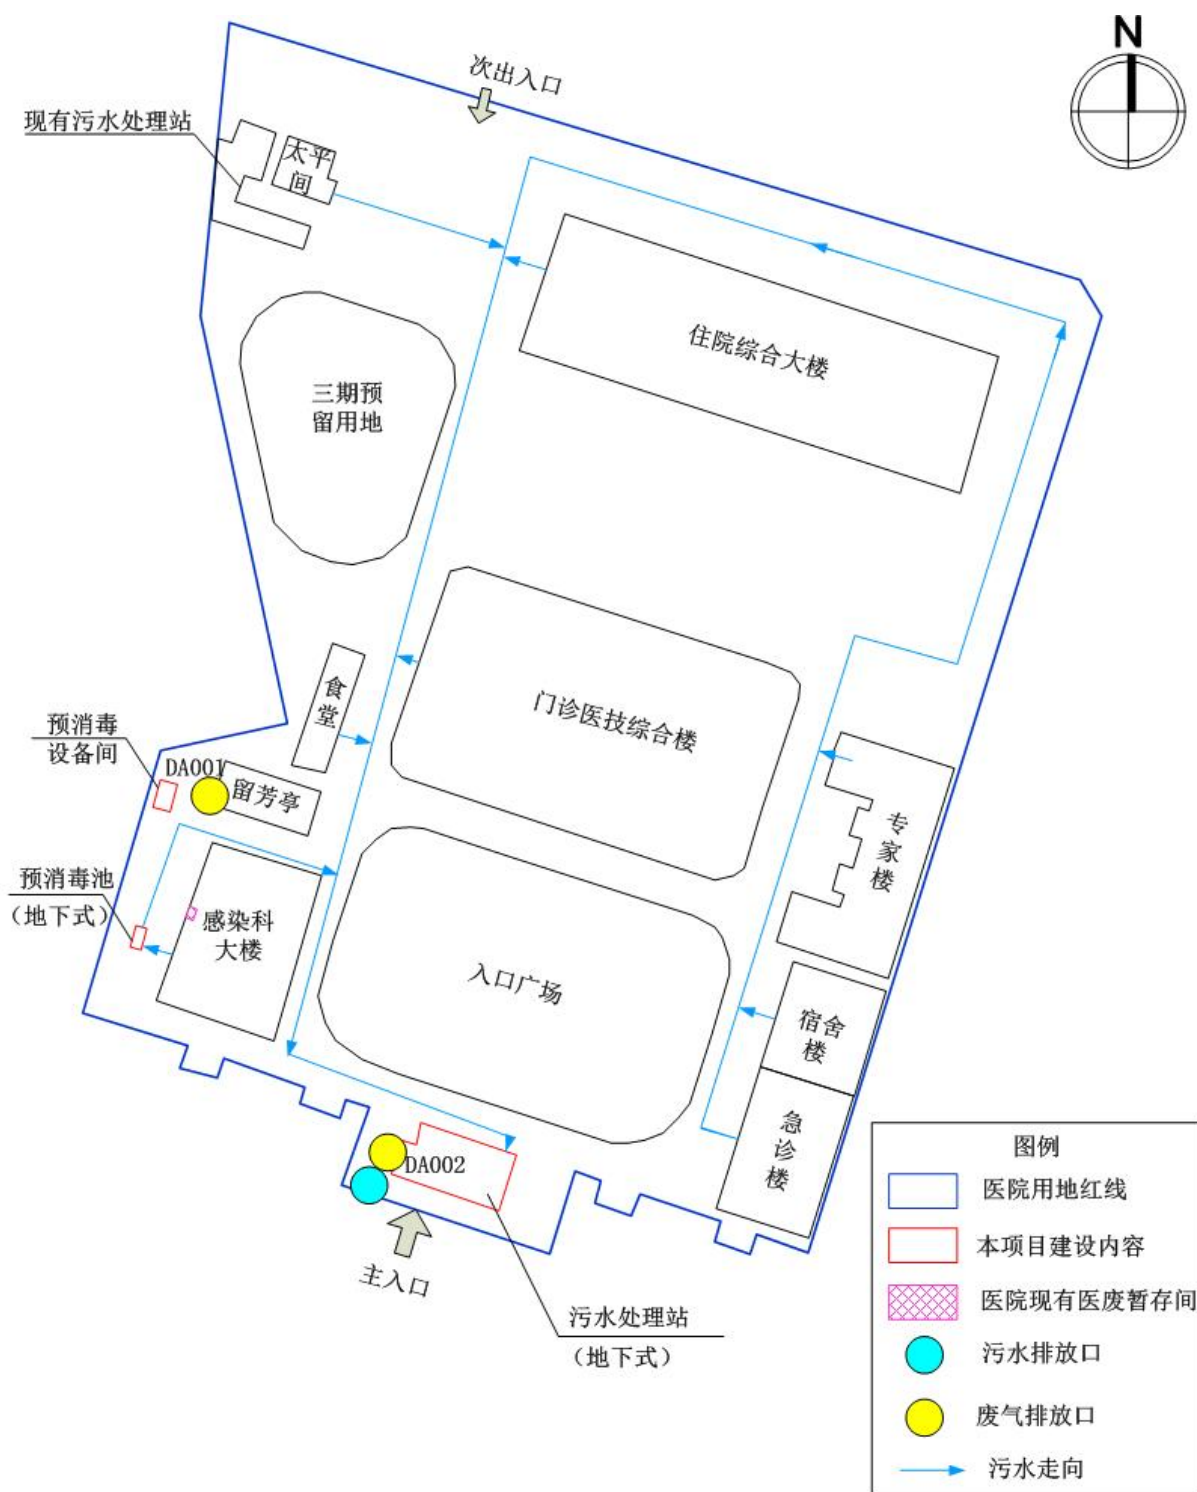 N
次出入口
现有污水处理站
太平
间
住院综合大楼
三期预
留用地
食
堂
门诊医技综合楼
预消毒
设备间
DA001
留芳亭
专
家
楼
预消毒池
（地下式）
感染科
大楼
入口广场
宿舍
楼
急
诊
楼
DA002
主入口
污水处理站
（地下式）
图例
医院用地红线
本项目建设内容
医院现有医废暂存间
污水排放口
废气排放口
污水走向